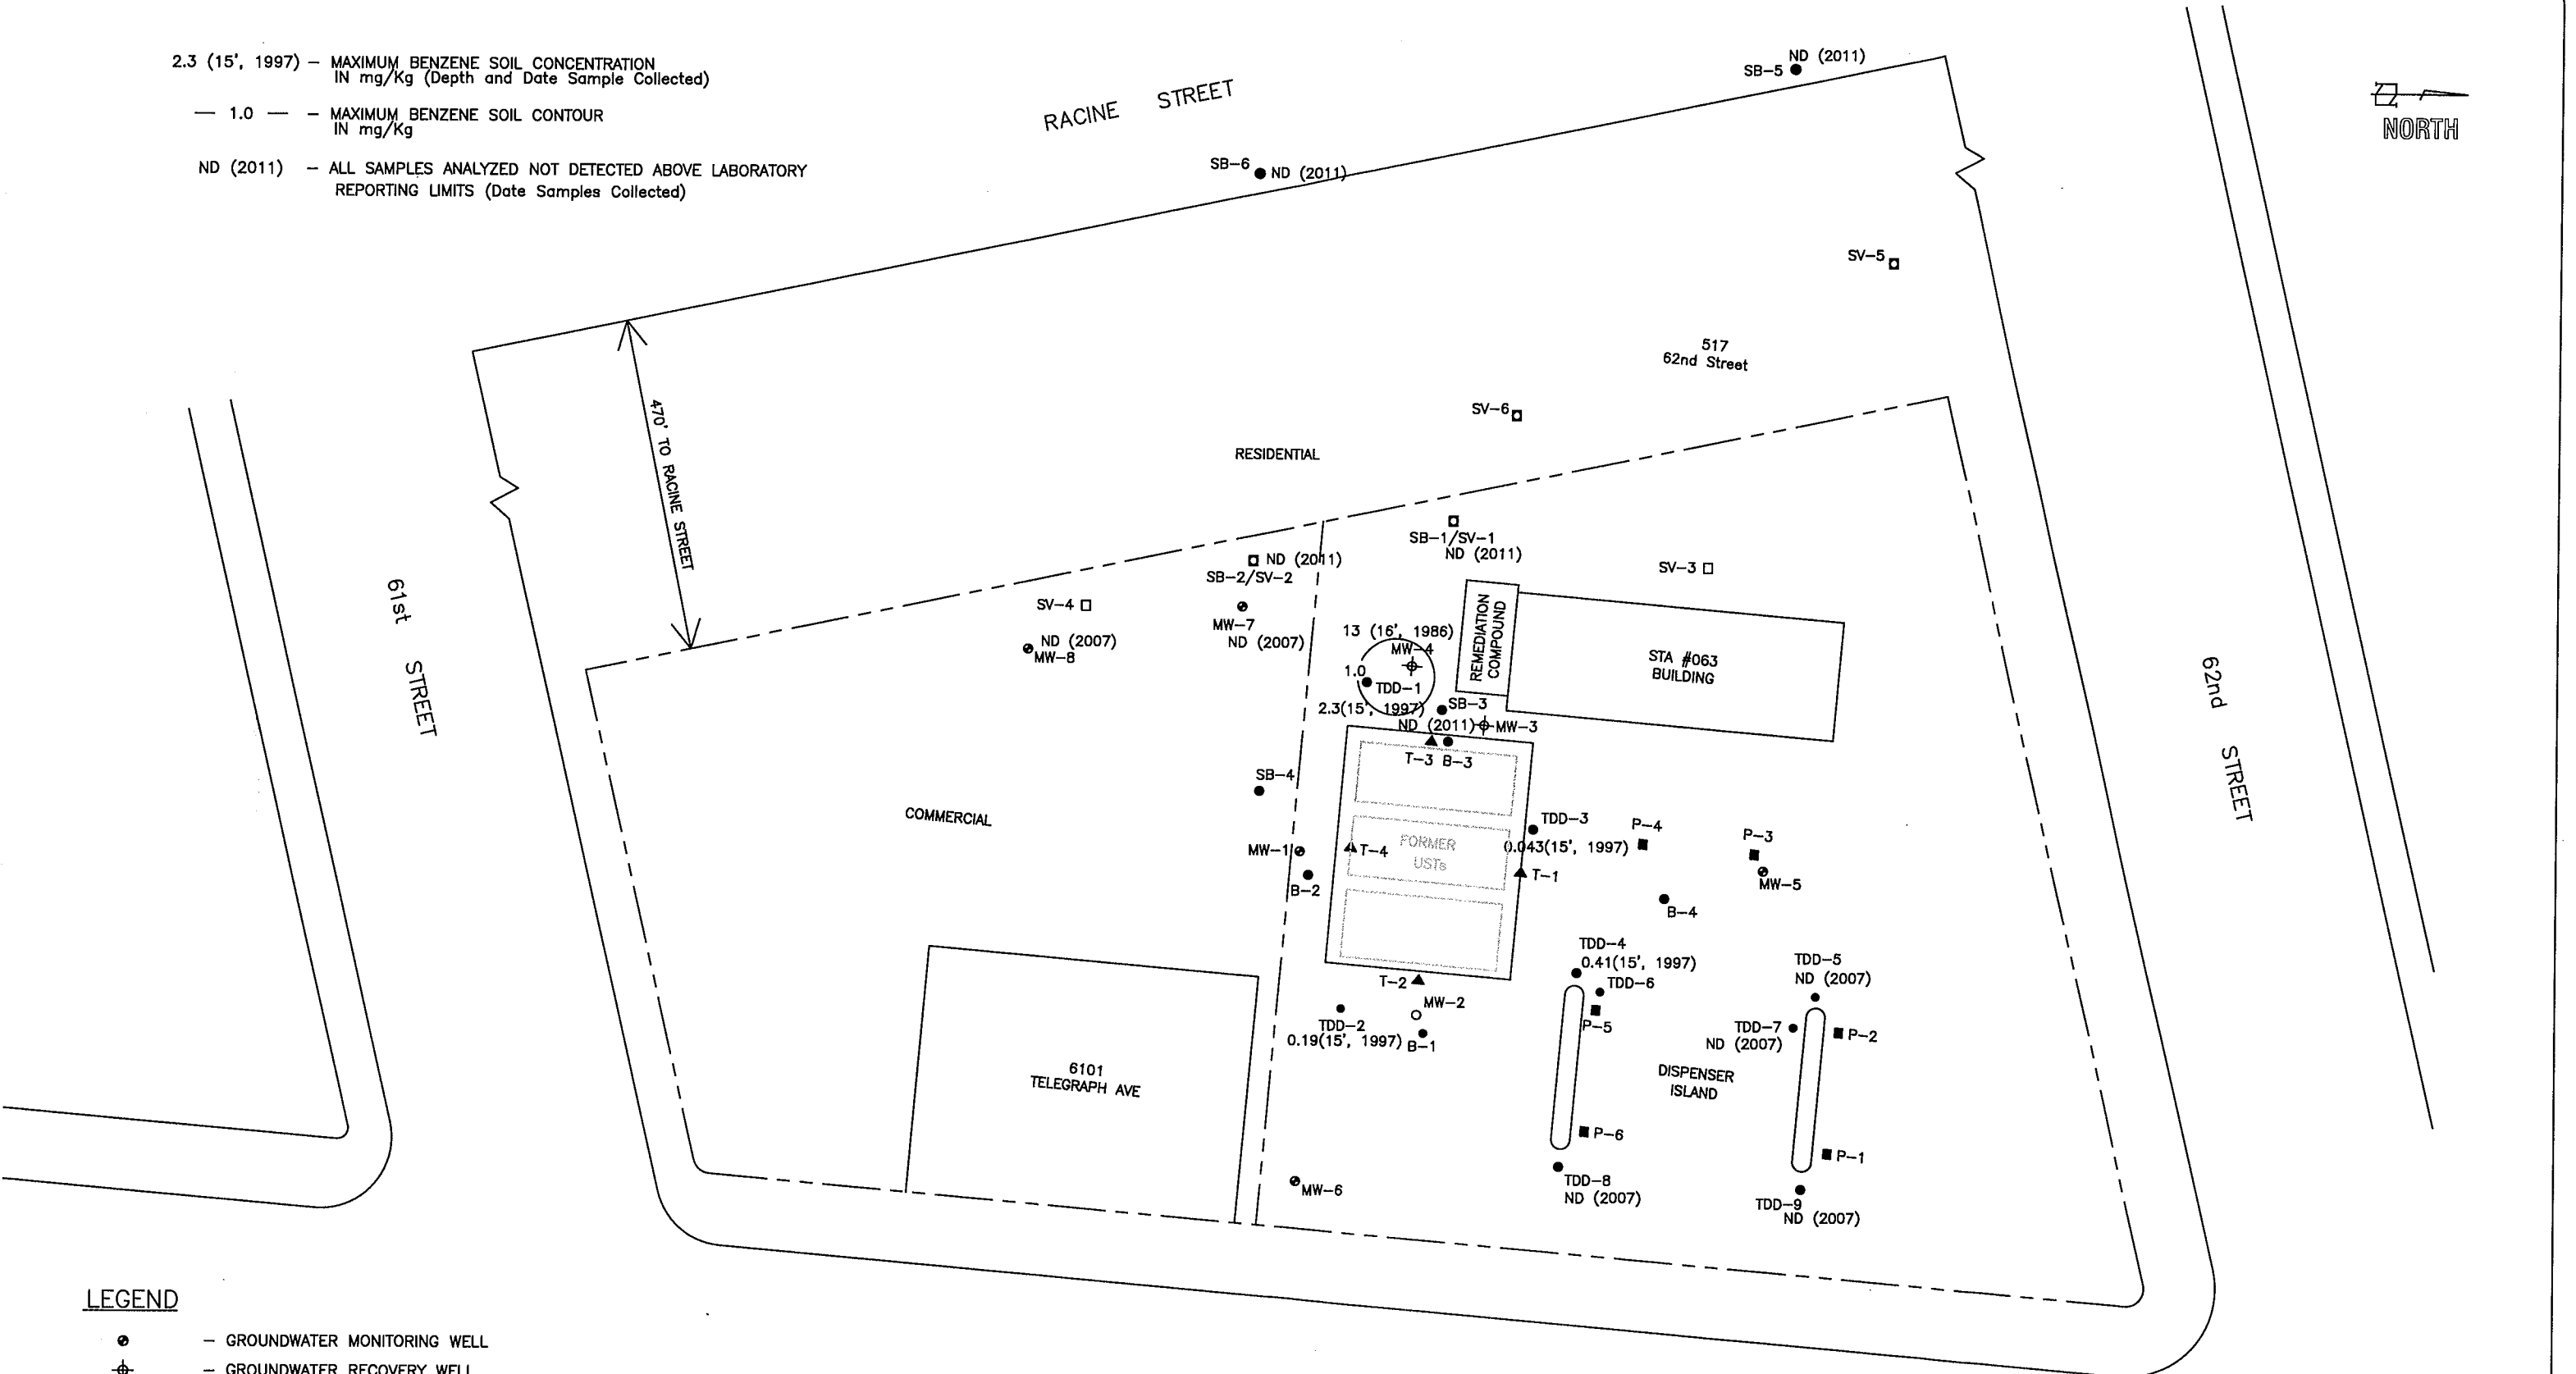 2.3 (15', 1997) – MAXIMUM BENZENE SOIL CONCENTRATION
IN mg/Kg (Depth and Date Sample Collected)
— 1.0 — – MAXIMUM BENZENE SOIL CONTOUR
IN mg/Kg
ND (2011) – ALL SAMPLES ANALYZED NOT DETECTED ABOVE LABORATORY
REPORTING LIMITS (Date Samples Collected)
RACINE STREET
ND (2011)
SB-5
NORTH
SB-6
ND (2011)
SV-5
517
62nd Street
SV-6
470' TO RACINE STREET
RESIDENTIAL
SB-1/SV-1
ND (2011)
ND (2011)
SB-2/SV-2
SV-3
SV-4
MW-7
ND (2007)
ND (2007)
MW-8
61st STREET
13 (16', 1986)
MW-4
1.0
TDD-1
2.3(15', 1997)
REMEDIATION
COMPOUND
STA #063
BUILDING
62nd STREET
SB-3
ND (2011)
MW-3
T-3 B-3
SB-4
COMMERCIAL
MW-1
B-2
T-4
FORMER
USTs
TDD-3
0.043(15', 1997)
T-1
P-4
P-3
MW-5
B-4
TDD-4
0.41(15', 1997)
TDD-6
P-5
TDD-5
ND (2007)
T-2
MW-2
TDD-2
0.19(15', 1997)
B-1
TDD-7
ND (2007)
P-2
6101
TELEGRAPH AVE
DISPENSER
ISLAND
P-6
P-1
MW-6
TDD-8
ND (2007)
TDD-9
ND (2007)
LEGEND
– GROUNDWATER MONITORING WELL
– GROUNDWATER RECOVERY WELL